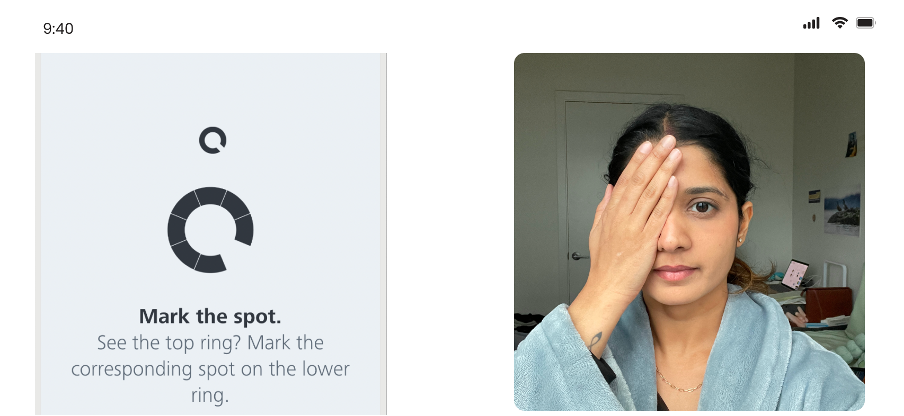 9:40
Mark the spot.
See the top ring? Mark the
corresponding spot on the lower
ring.